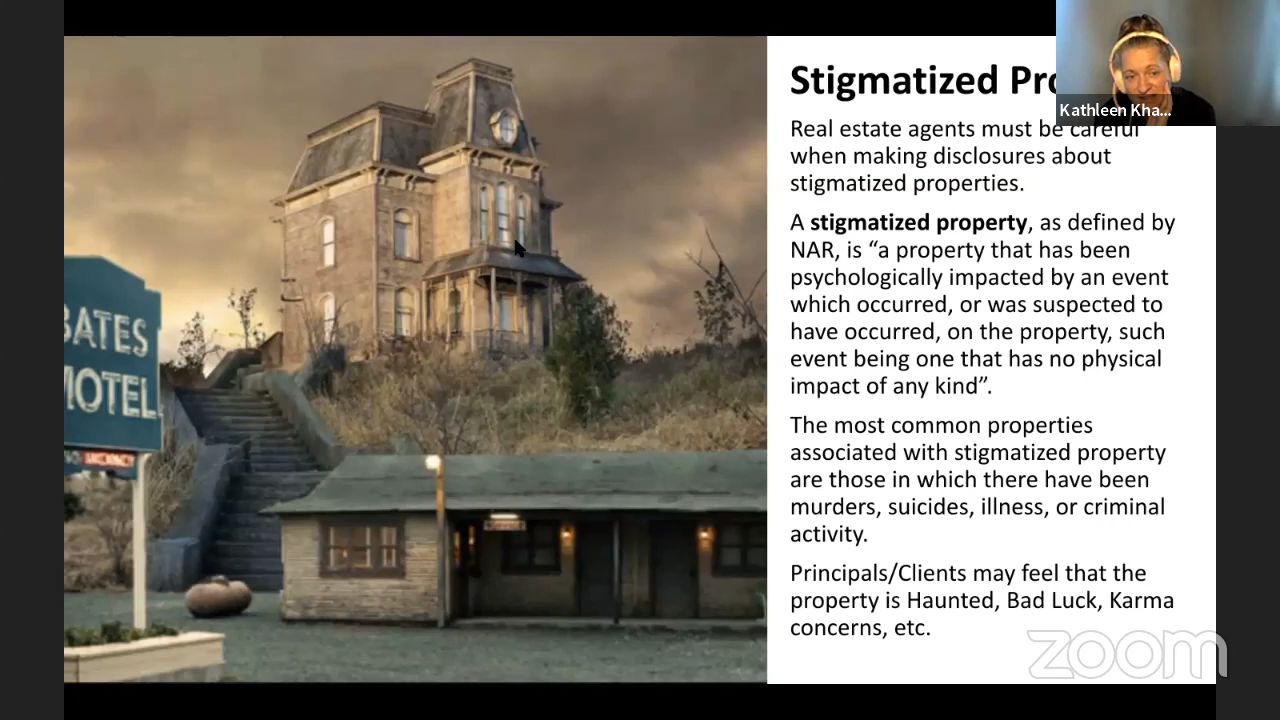 Stigmatized Pro
Kathleen Kha...
Real estate agents must be careful
when making disclosures about
stigmatized properties.
A stigmatized property, as defined by
NAR, is “a property that has been
psychologically impacted by an event
which occurred, or was suspected to
have occurred, on the property, such
event being one that has no physical
impact of any kind”.
The most common properties
associated with stigmatized property
are those in which there have been
murders, suicides, illness, or criminal
activity.
Principals/Clients may feel that the
property is Haunted, Bad Luck, Karma
concerns, etc.
BATES
MOTEL
zoom